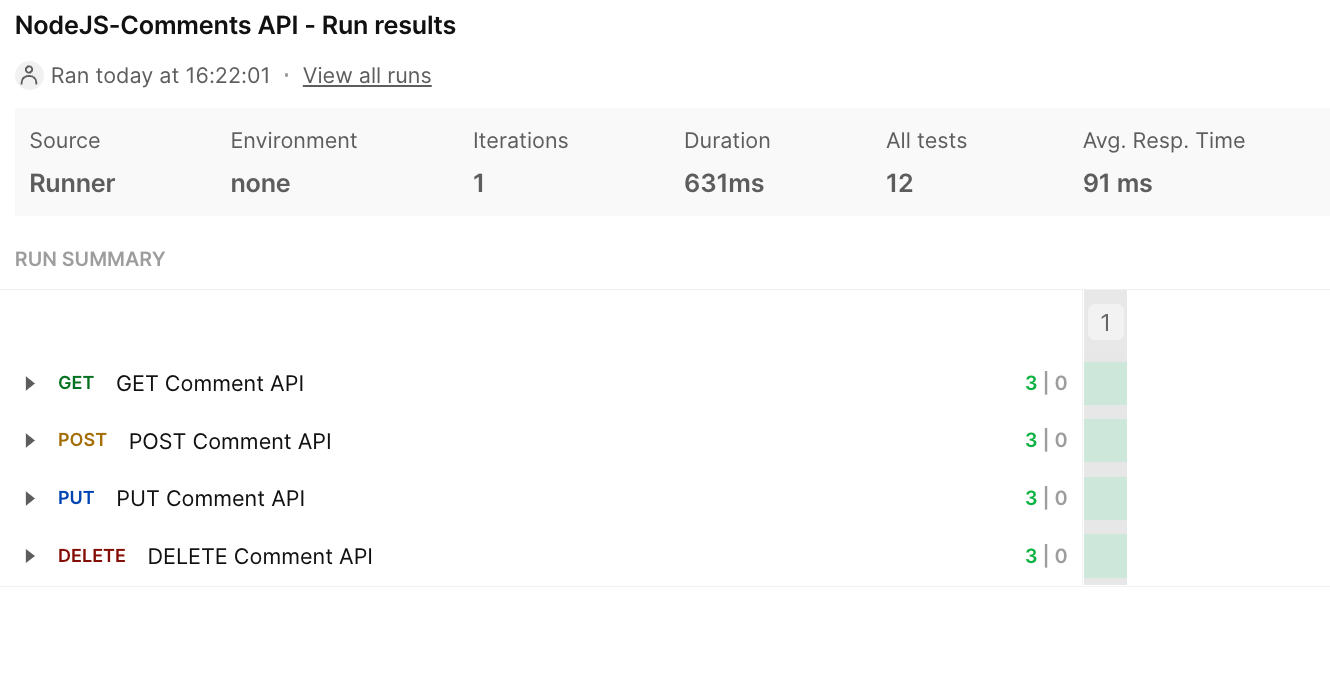 NodeJS-Comments API - Run results
Ran today at 16:22:01 · View all runs
Source Environment Iterations Duration All tests Avg. Resp. Time
Runner none 1 631ms 12 91 ms
RUN SUMMARY
1
GET GET Comment API 3 | 0
POST POST Comment API 3 | 0
PUT PUT Comment API 3 | 0
DELETE DELETE Comment API 3 | 0